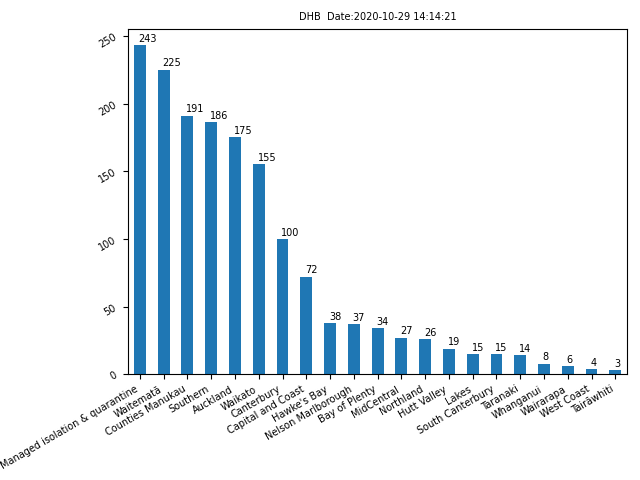 DHB Date:2020-10-29 14:14:21
250
200
150
100
50
0
243
225
191
186
175
155
100
72
38
37
34
27
26
19
15
15
14
8
6
4
3
Managed isolation & quarantine
Waitematā
Counties Manukau
Southern
Auckland
Waikato
Canterbury
Capital and Coast
Hawke's Bay
Nelson Marlborough
Bay of Plenty
MidCentral
Northland
Hutt Valley
Lakes
South Canterbury
Taranaki
Whanganui
Wairarapa
West Coast
Tairāwhiti